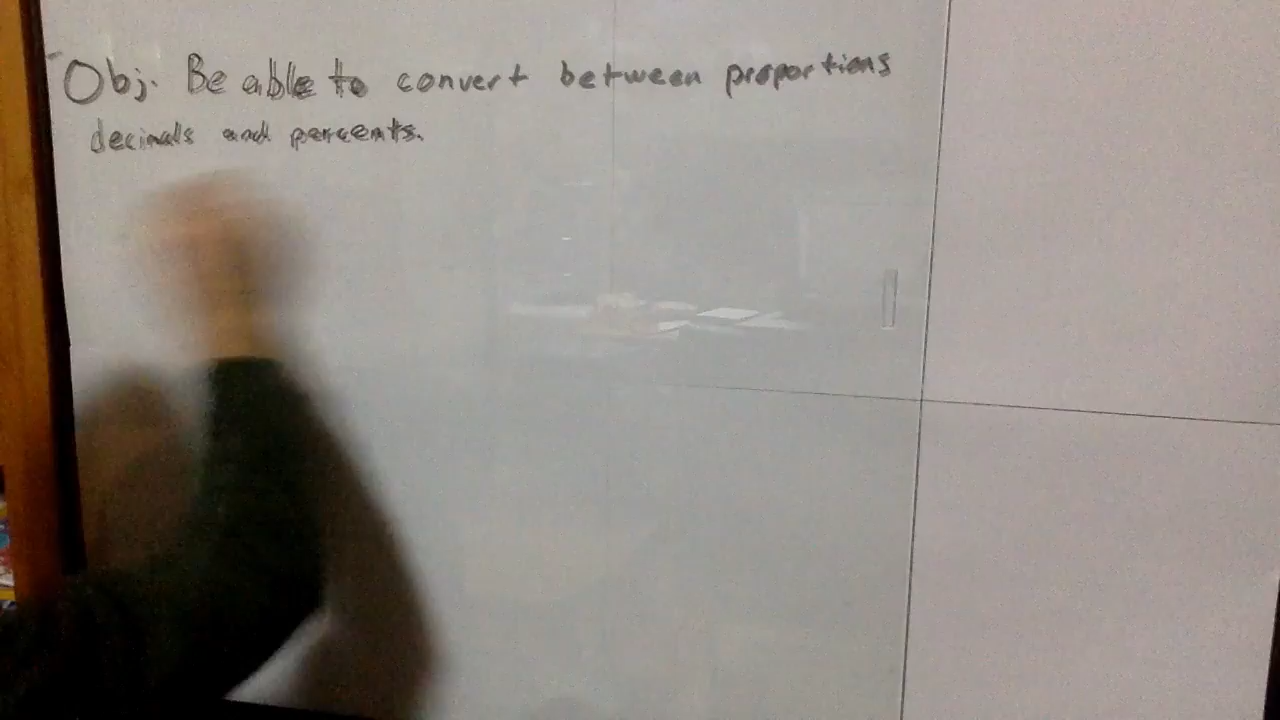 Obj. Be able to convert between proportions
decimals and percents.